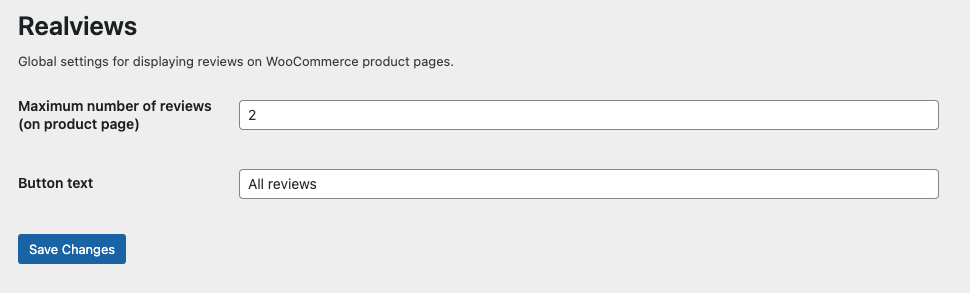 Realviews
Global settings for displaying reviews on WooCommerce product pages.
Maximum number of reviews
(on product page)
2
Button text
All reviews
Save Changes